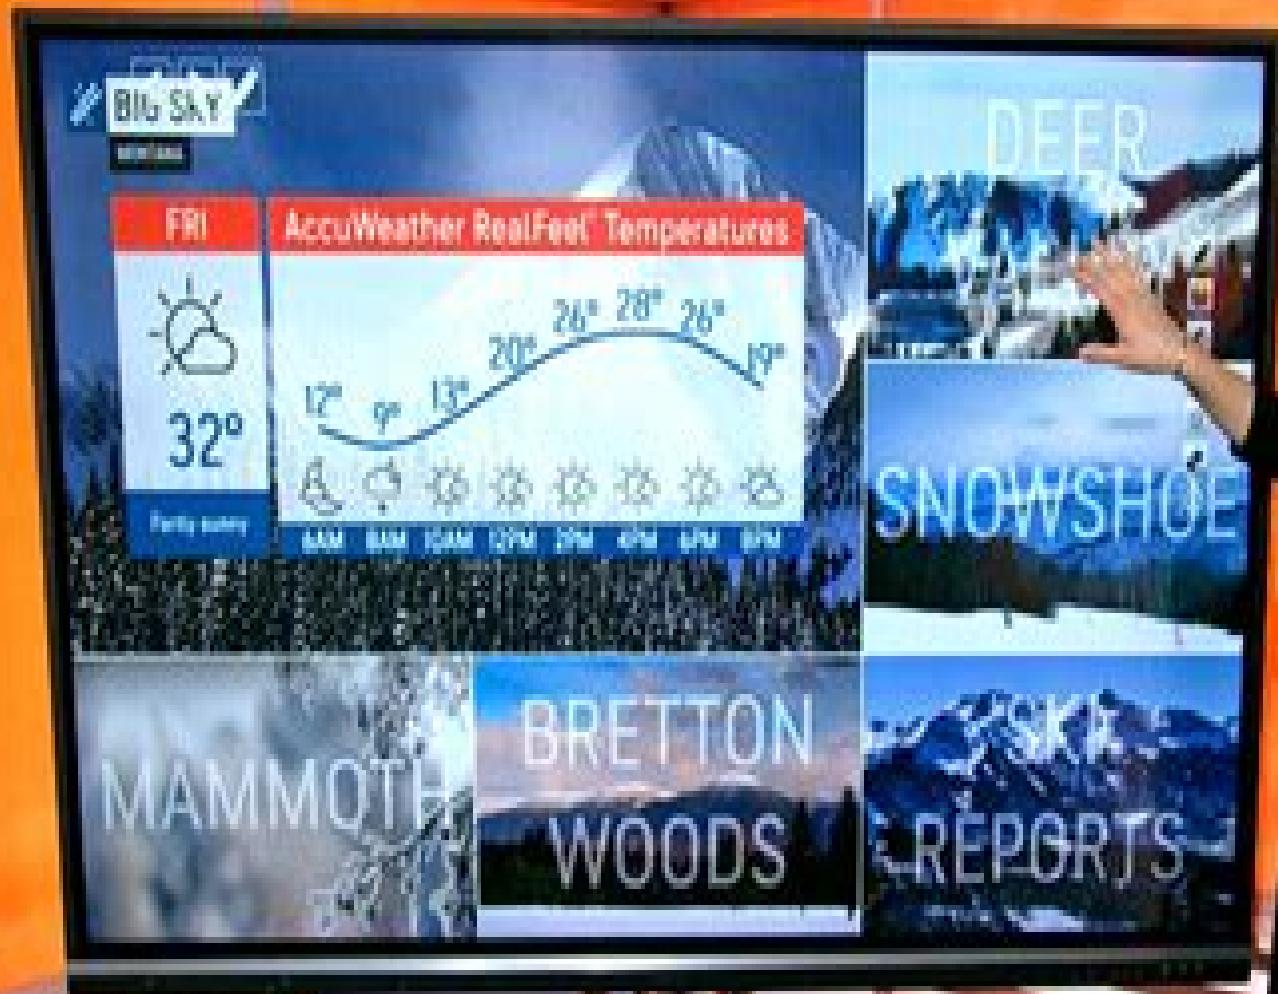 BIG SKY
MONTANA
FRI
AccuWeather RealFeel® Temperatures
12° 9° 13° 20° 26° 28° 26° 19°
32°
Partly sunny
6AM 8AM 10AM 12PM 2PM 4PM 6PM 8PM
DEER
SNOWSHOE
MAMMOTH
BRETTON
WOODS
SKI
REPORTS